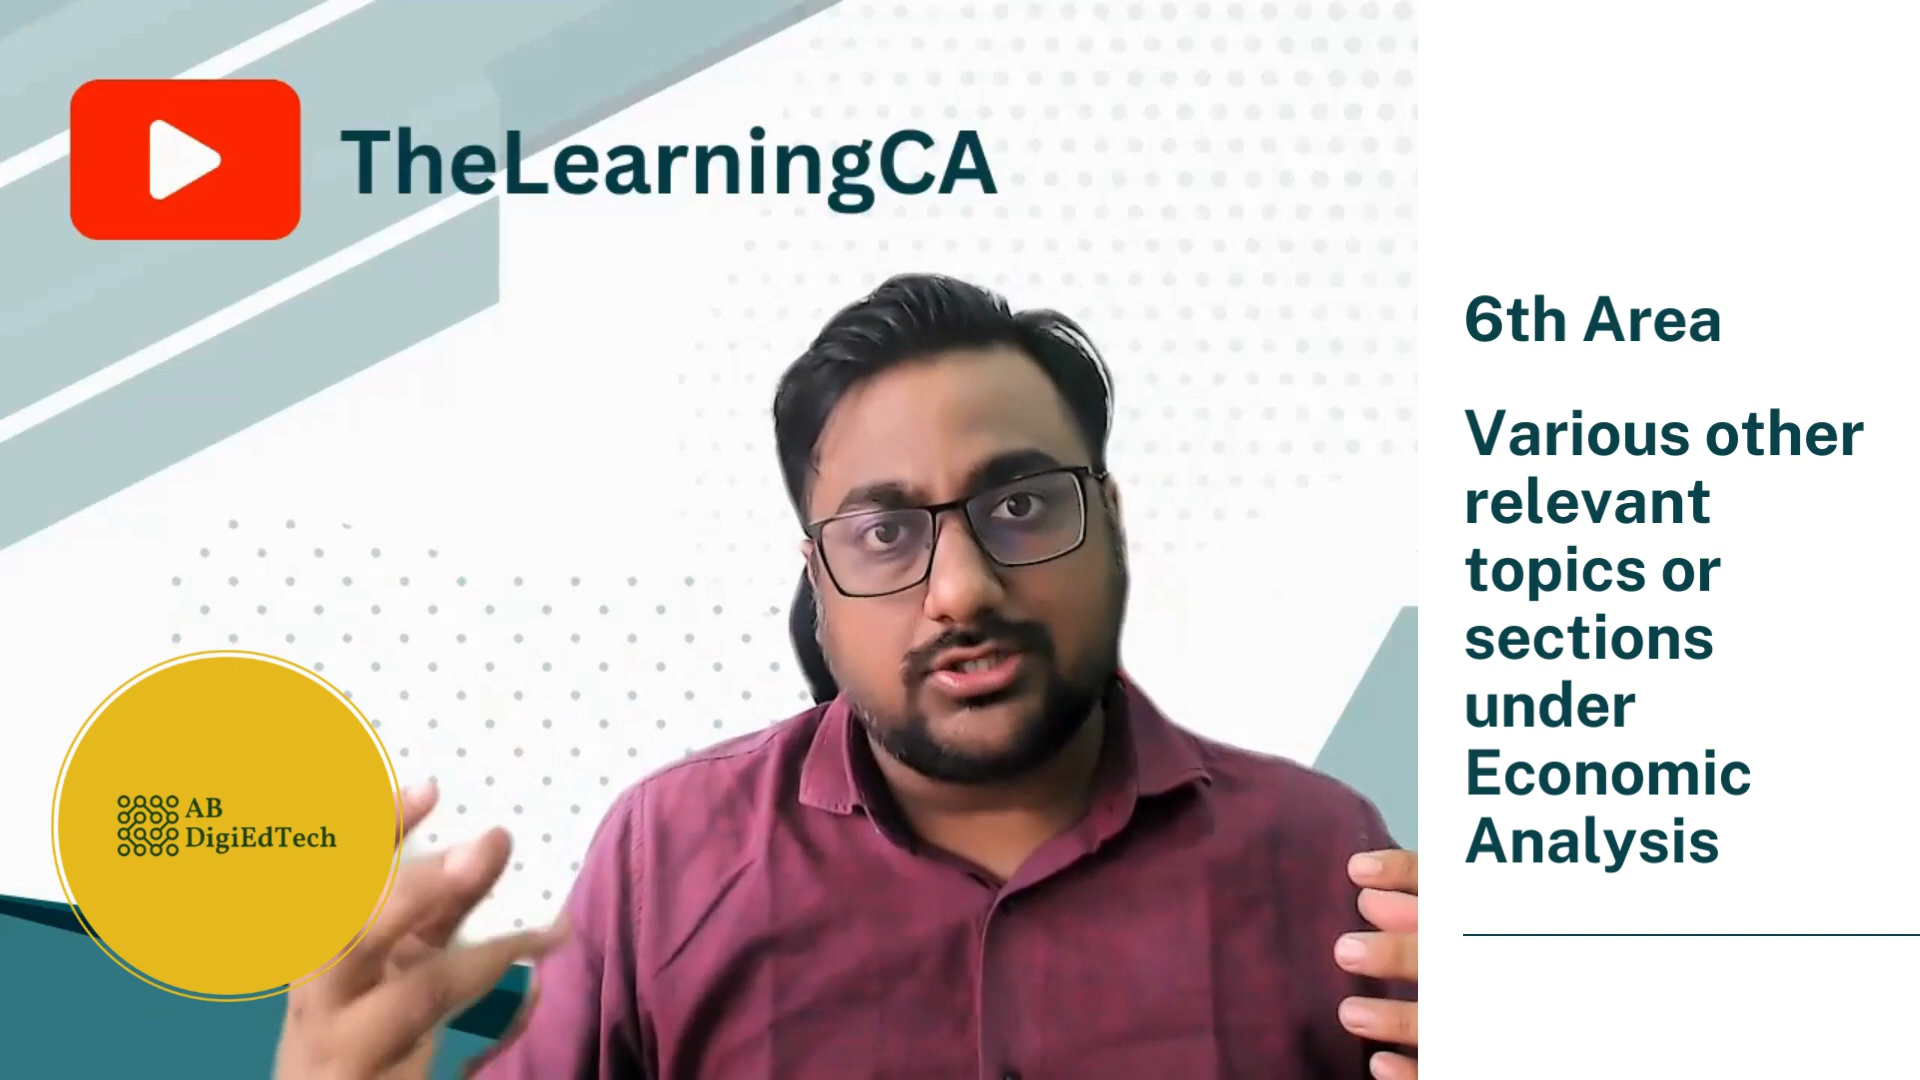 TheLearningCA
AB
DigiEdTech
6th Area
Various other
relevant
topics or
sections
under
Economic
Analysis